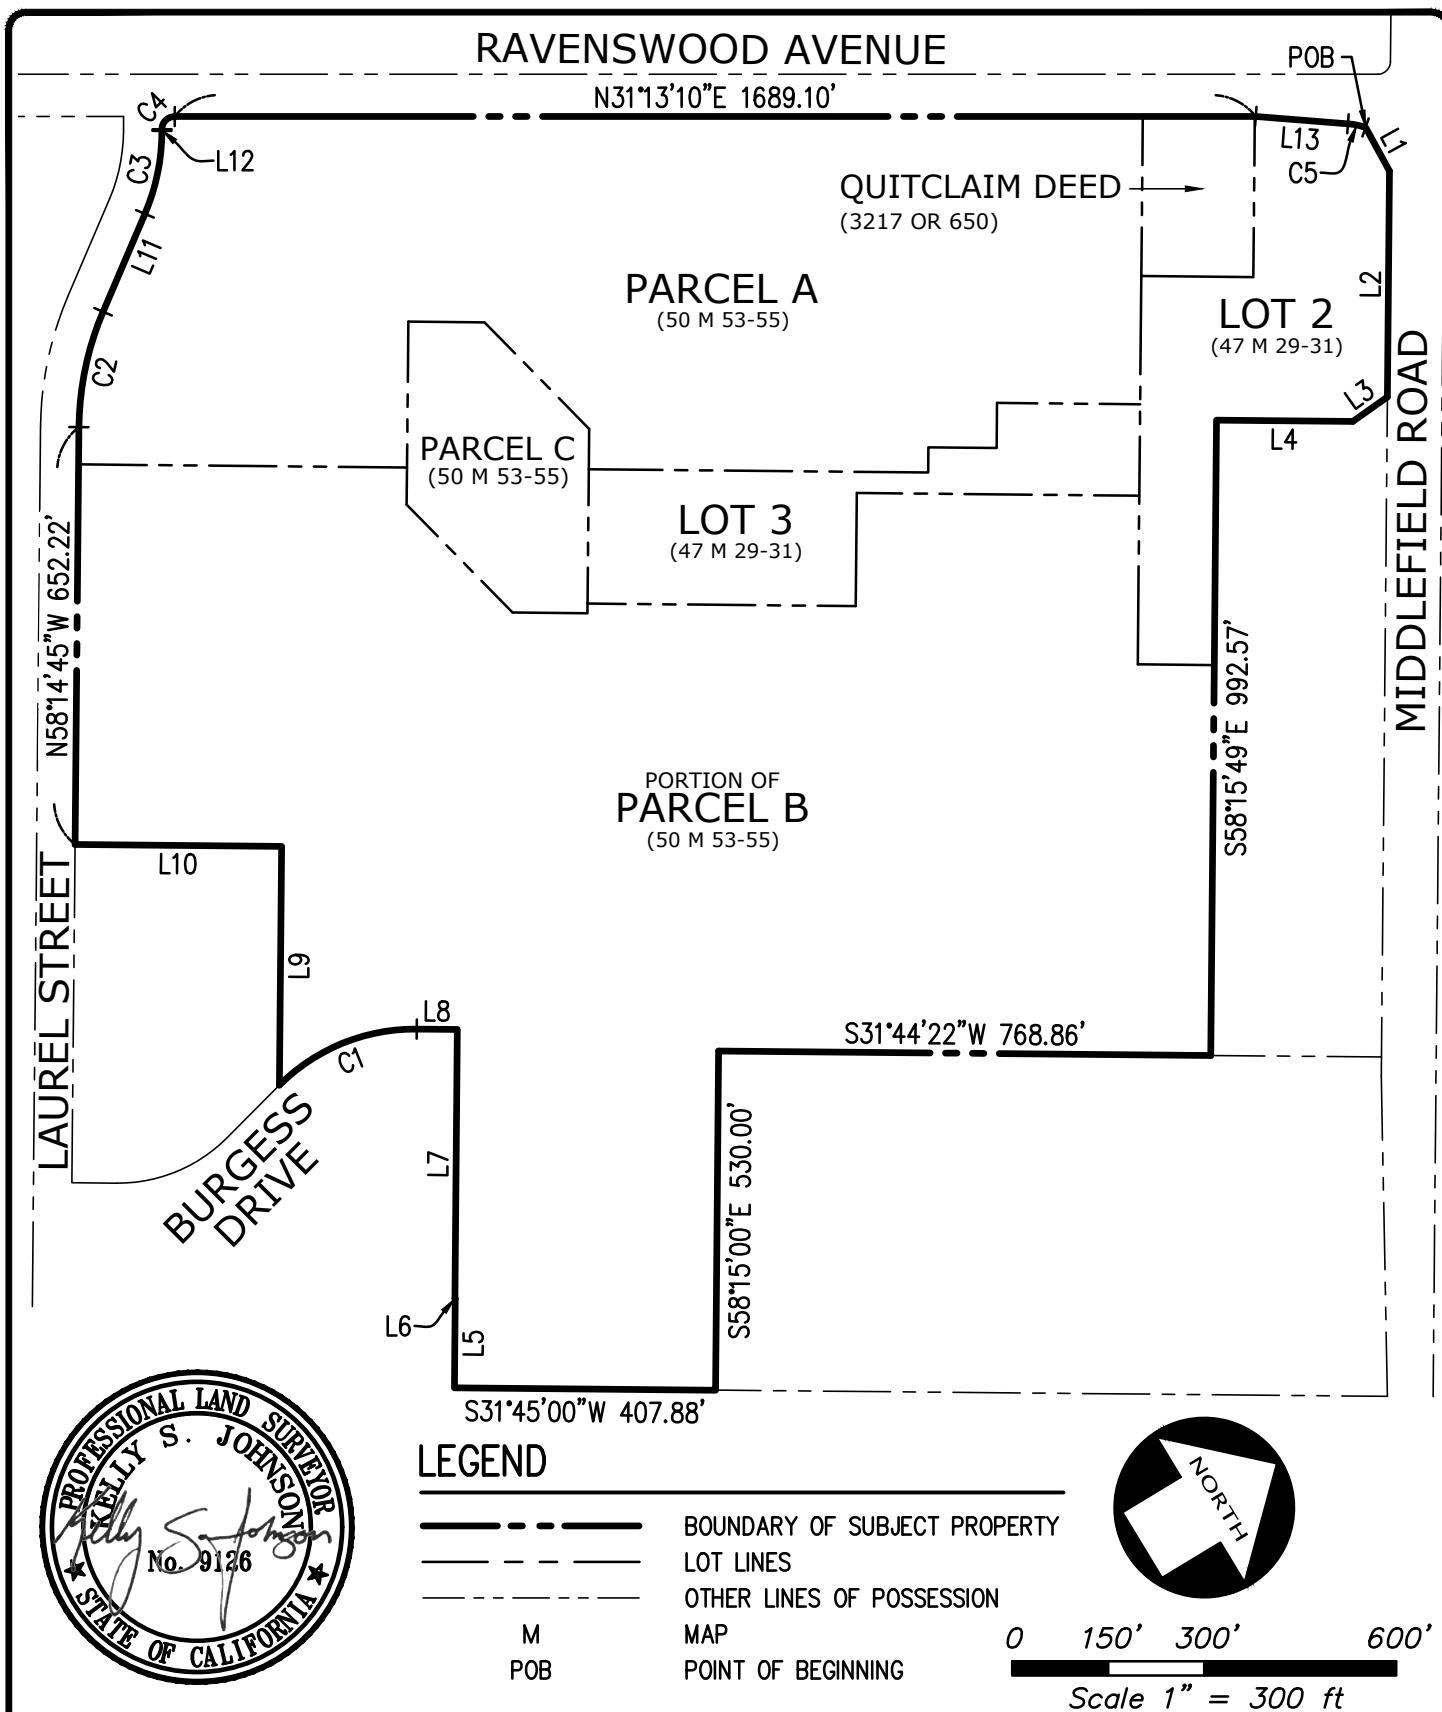 RAVENSWOOD AVENUE
POB
N31°13'10"E 1689.10'
C4
L12
C3
L13
C5
L1
QUITCLAIM DEED
(3217 OR 650)
L11
L2
PARCEL A
(50 M 53-55)
LOT 2
(47 M 29-31)
C2
L3
L4
PARCEL C
(50 M 53-55)
LOT 3
(47 M 29-31)
MIDDLEFIELD ROAD
N58°14'45"W 652.22'
S58°15'49"E 992.57'
PORTION OF
PARCEL B
(50 M 53-55)
L10
LAUREL STREET
L9
L8
C1
S31°44'22"W 768.86'
BURGESS
DRIVE
L7
S58°15'00"E 530.00'
L6
L5
S31°45'00"W 407.88'
PROFESSIONAL LAND SURVEYOR
KELLY S. JOHNSON
Kelly S. Johnson
No. 9126
STATE OF CALIFORNIA
LEGEND
BOUNDARY OF SUBJECT PROPERTY
LOT LINES
OTHER LINES OF POSSESSION
M MAP
POB POINT OF BEGINNING
NORTH
0 150' 300' 600'
Scale 1" = 300 ft